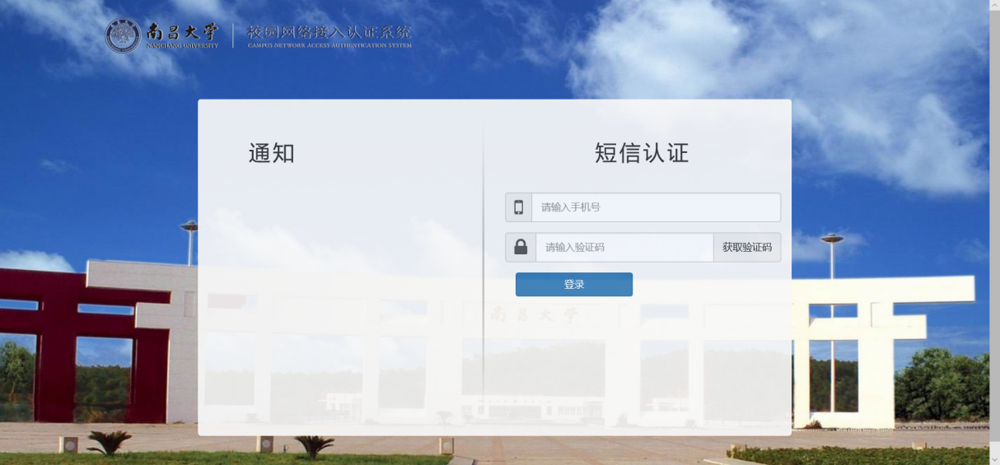 南昌大学
NANCHANG UNIVERSITY
校园网络接入认证系统
CAMPUS NETWORK ACCESS AUTHENTICATION SYSTEM
通知
短信认证
请输入手机号
请输入验证码
获取验证码
登录
南昌大学